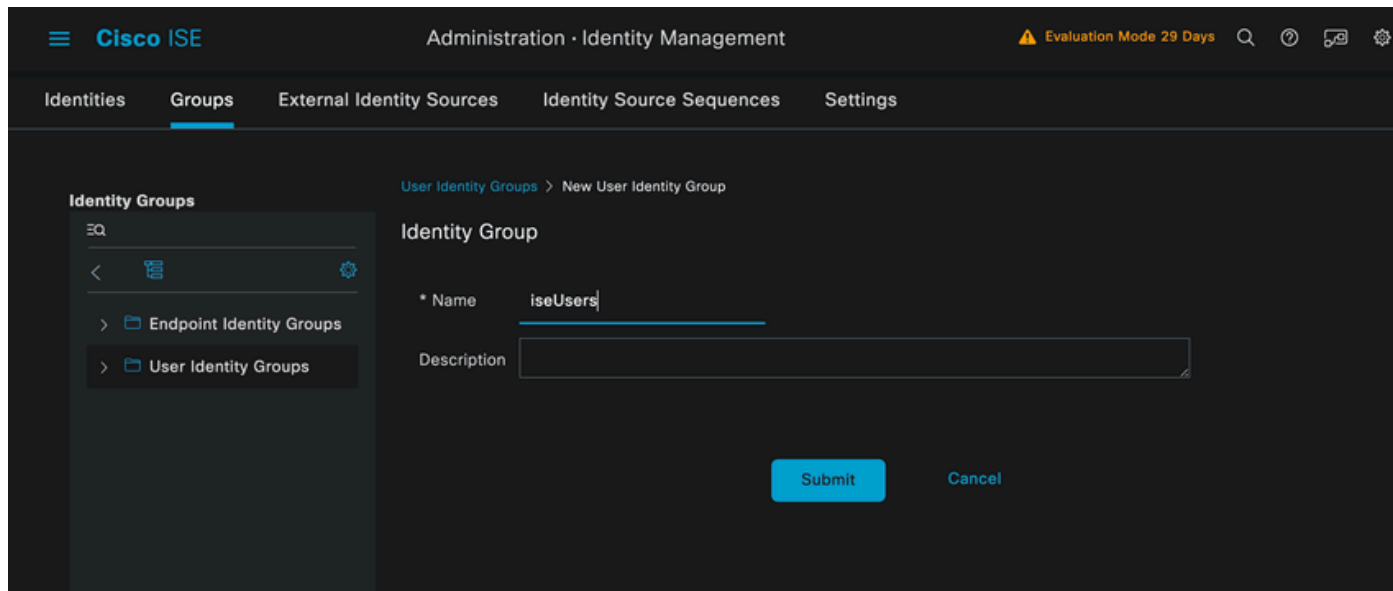 Cisco ISE
Administration · Identity Management
Evaluation Mode 29 Days
Identities Groups External Identity Sources Identity Source Sequences Settings
Identity Groups
Endpoint Identity Groups
User Identity Groups
User Identity Groups > New User Identity Group
Identity Group
* Name iseUsers
Description
Submit Cancel